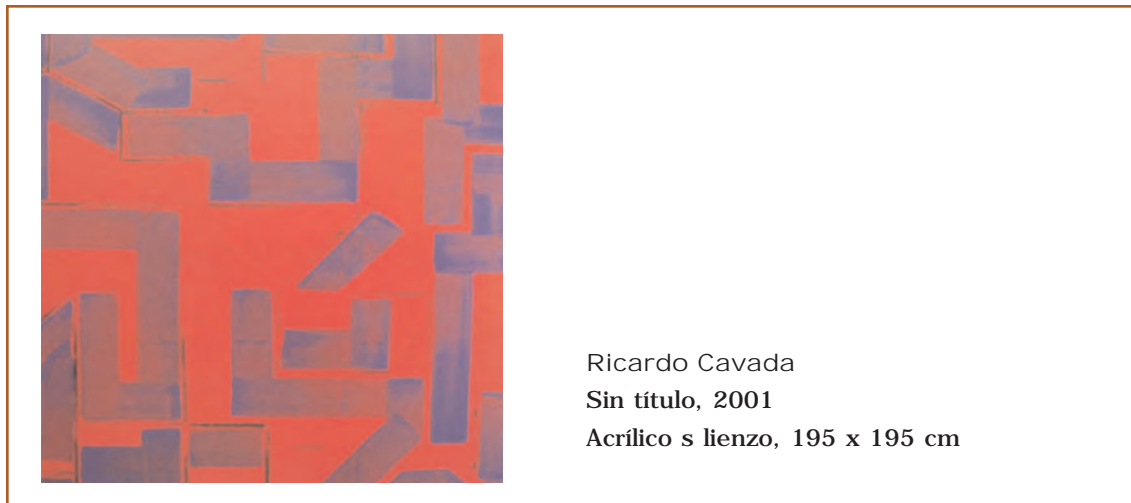 Ricardo Cavada
Sin título, 2001
Acrílico s lienzo, 195 x 195 cm